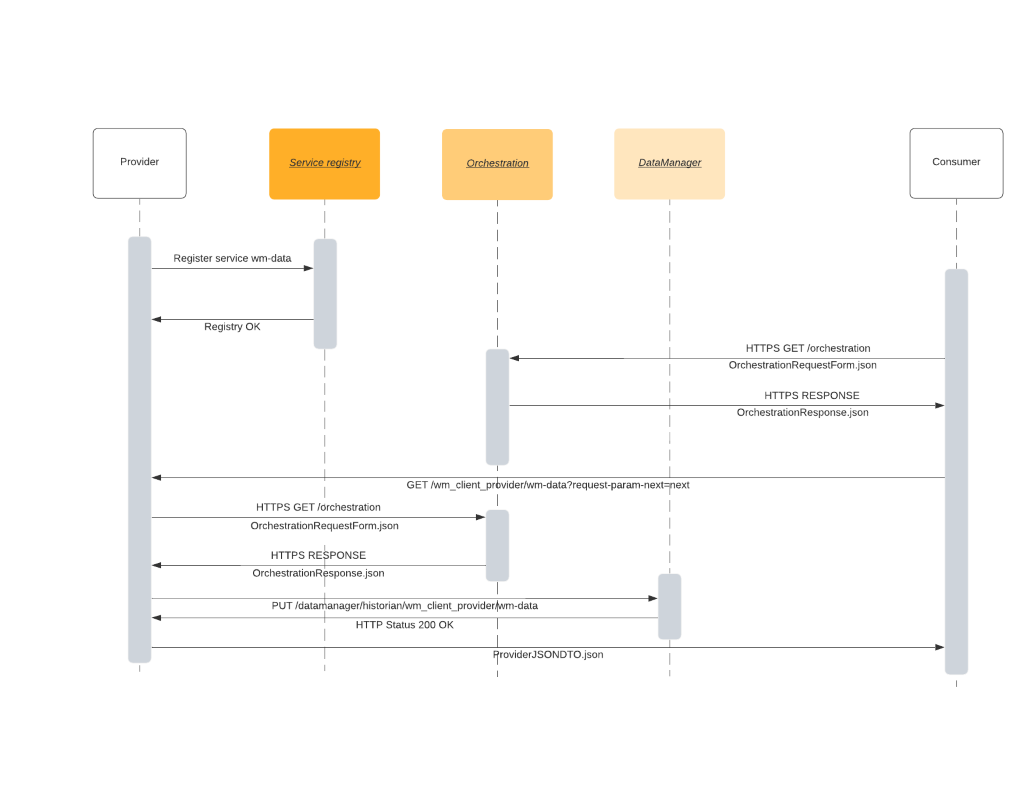 Provider
Service registry
Orchestration
DataManager
Consumer
Register service wm-data
Registry OK
HTTPS GET /orchestration
OrchestrationRequestForm.json
HTTPS RESPONSE
OrchestrationResponse.json
GET /wm_client_provider/wm-data?request-param-next=next
HTTPS GET /orchestration
OrchestrationRequestForm.json
HTTPS RESPONSE
OrchestrationResponse.json
PUT /datamanager/historian/wm_client_provider/wm-data
HTTP Status 200 OK
ProviderJSONDTO.json